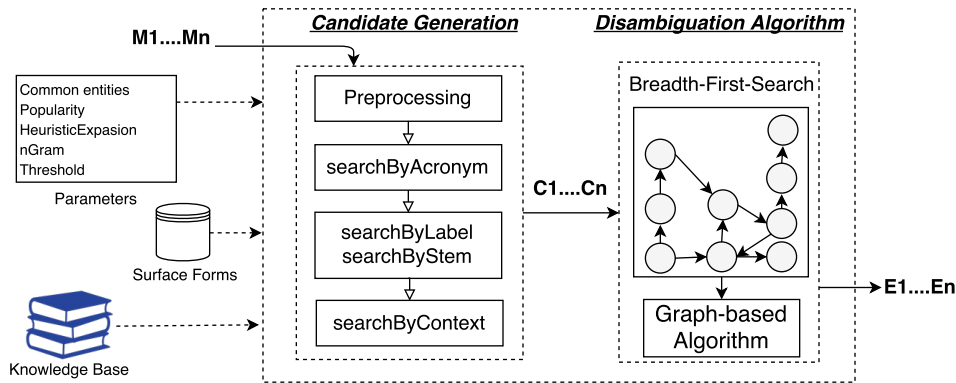 Candidate Generation
Disambiguation Algorithm
M1....Mn
Common entities
Popularity
HeuristicExpasion
nGram
Threshold
Parameters
Surface Forms
Knowledge Base
Preprocessing
searchByAcronym
searchByLabel
searchByStem
searchByContext
C1....Cn
Breadth-First-Search
Graph-based
Algorithm
E1....En